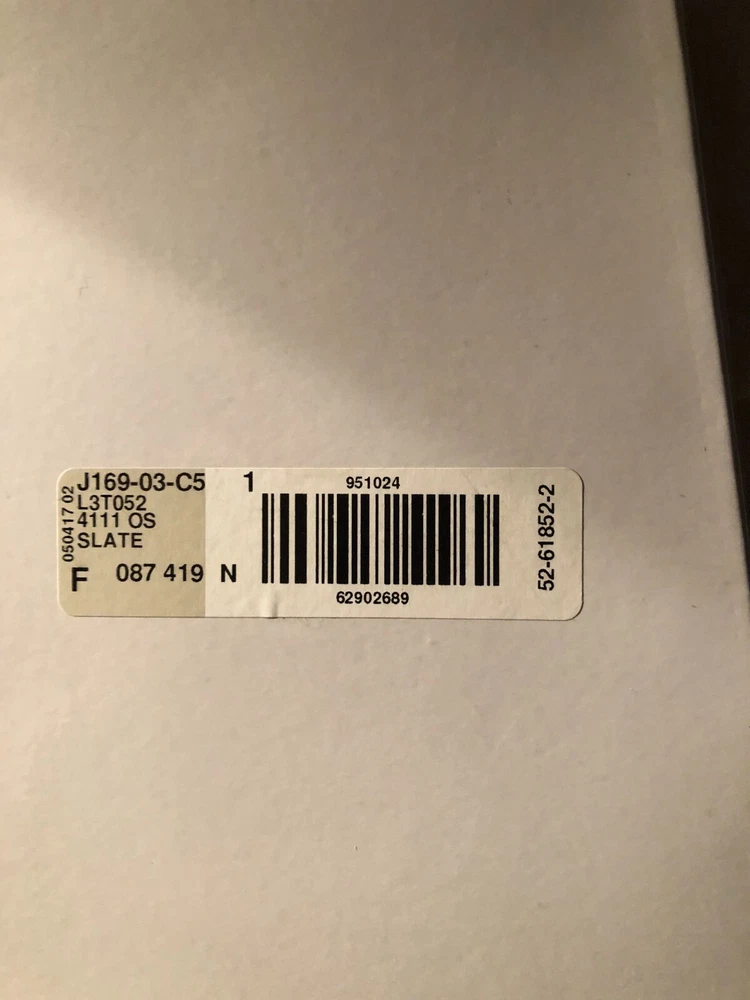 050417 02
J169-03-C5
L3T052
4111 OS
SLATE
F 087 419 N
1
951024
62902689
52-61852-2